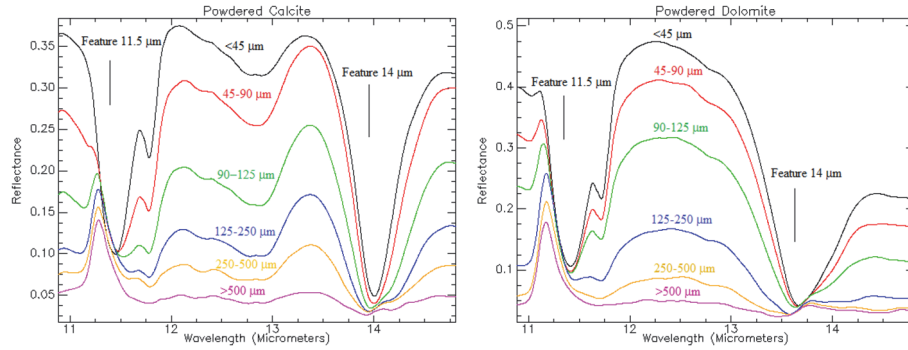 Powdered Calcite
Feature 11.5 µm
<45 µm
Feature 14 µm
45-90 µm
90−125 µm
125-250 µm
250-500 µm
>500 µm
Reflectance
0.35
0.30
0.25
0.20
0.15
0.10
0.05
11 12 13 14
Wavelength (Micrometers)
Powdered Dolomite
<45 µm
45-90 µm
Feature 11.5 µm
90-125 µm
Feature 14 µm
125-250 µm
250-500 µm
>500 µm
Reflectance
0.5
0.4
0.3
0.2
0.1
11 12 13 14
Wavelength (Micrometers)